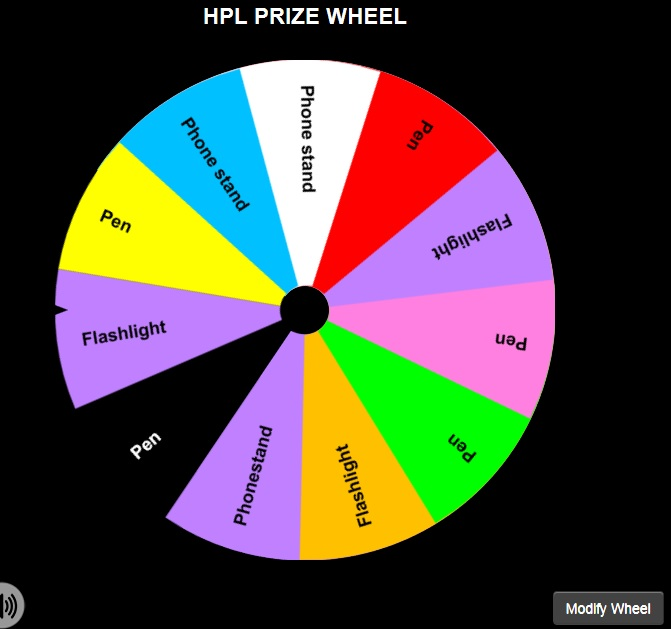 HPL PRIZE WHEEL
Phone stand
Pen
Flashlight
Pen
Pen
Flashlight
Phonestand
Pen
Flashlight
Pen
Phone stand
Modify Wheel